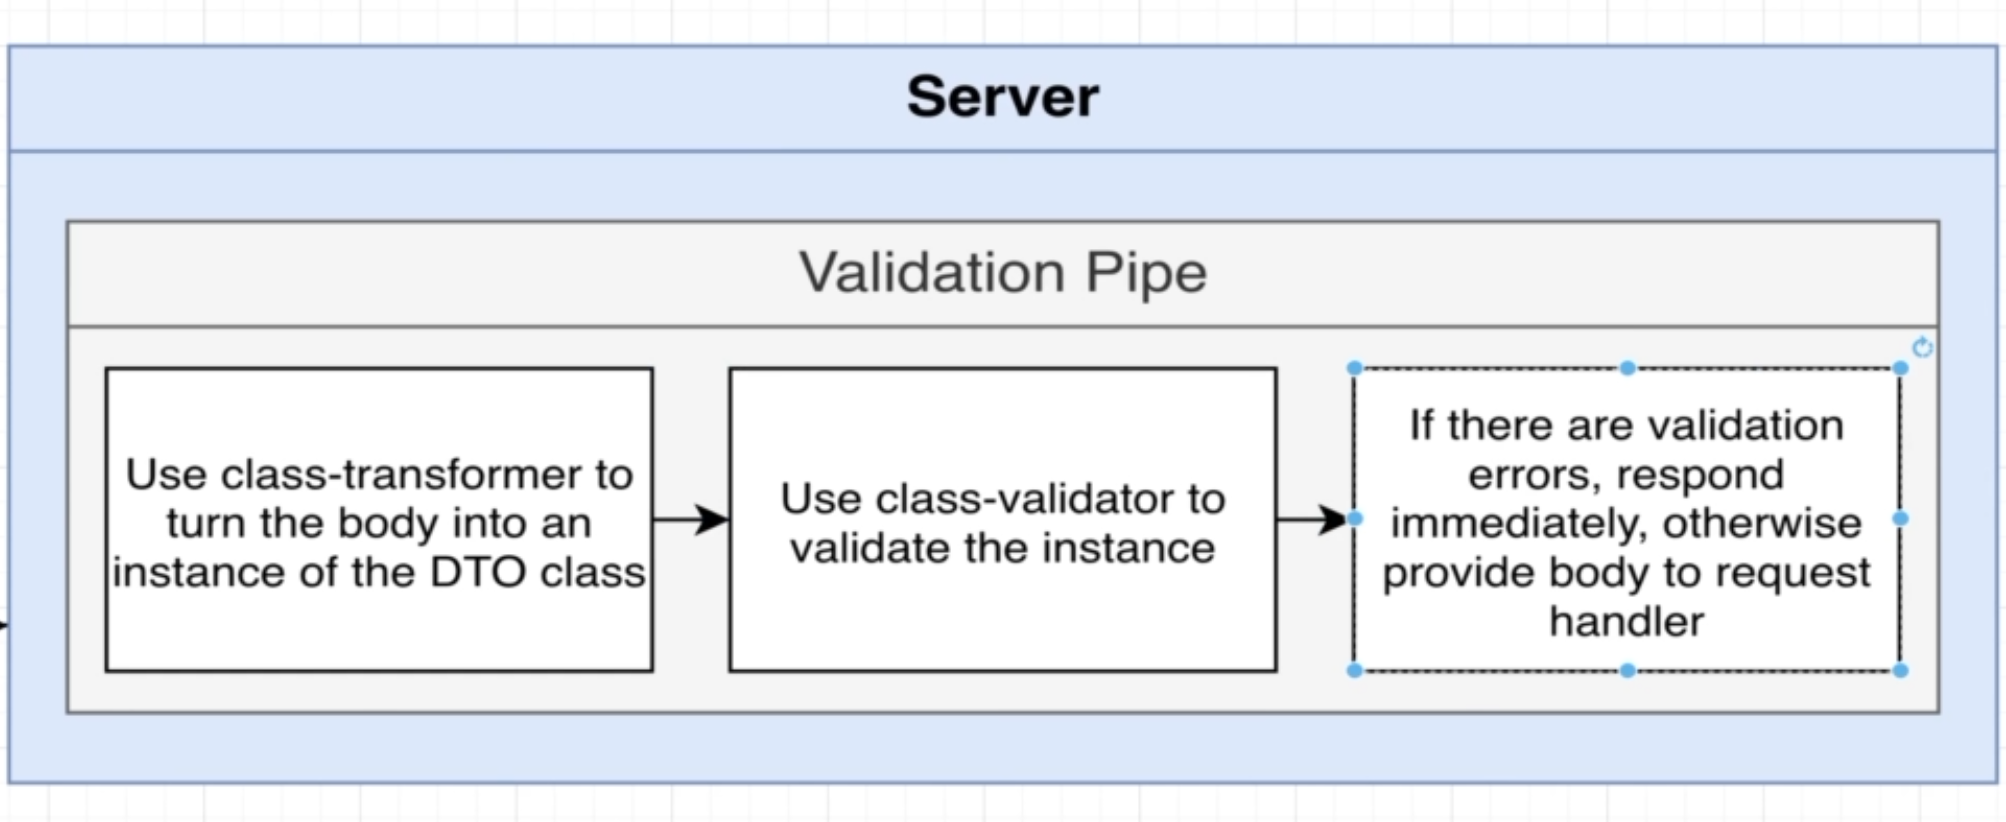 Server
Validation Pipe
Use class-transformer to
turn the body into an
instance of the DTO class
Use class-validator to
validate the instance
If there are validation
errors, respond
immediately, otherwise
provide body to request
handler